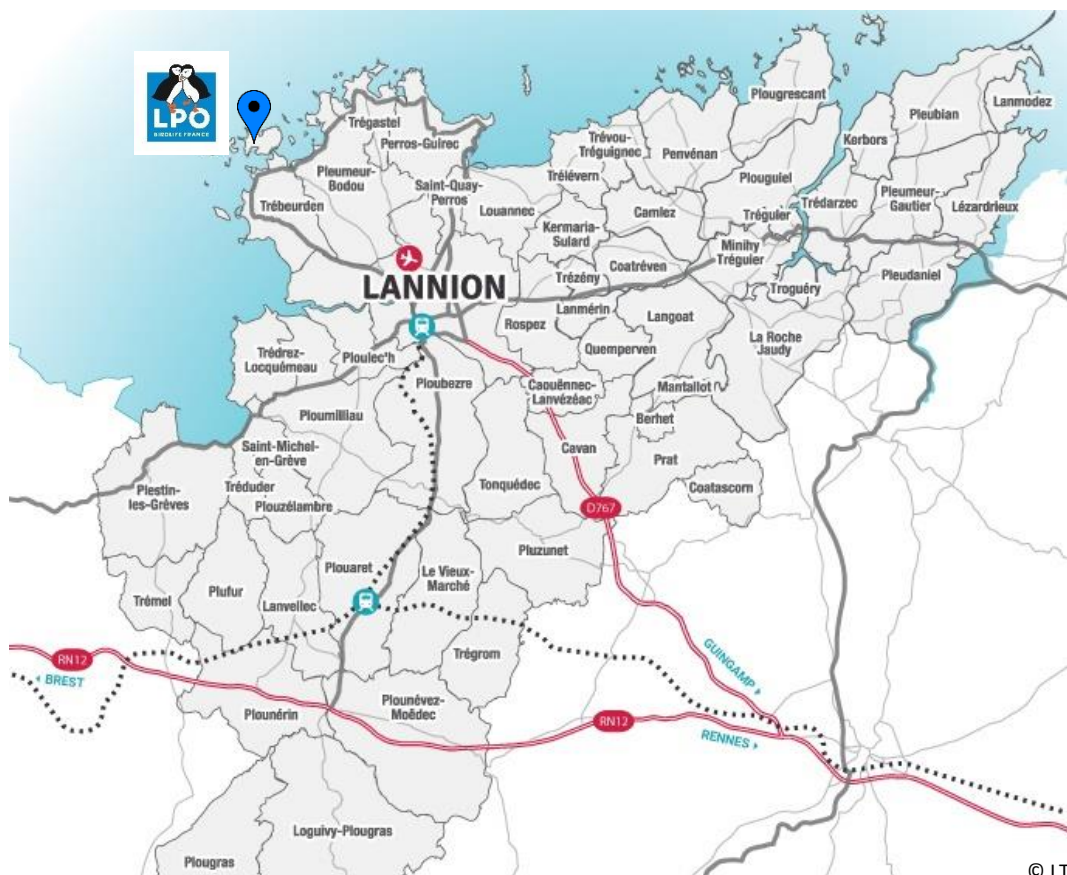 LPO
BIRDLIFE FRANCE
Plougrescant
Trégastel
Perros-Guirec
Pleubian
Lanmodez
Kerbors
Trévou-
Tréguignec
Penvénan
Pleumeur-
Bodou
Trélévern
Plouguiel
Saint-Quay-
Perros
Trébeurden
Louannec
Camlez
Tréguier
Trédarzec
Pleumeur-
Gautier
Lézardrieux
Kermaria-
Sulard
Minihy
Tréguier
Coatréven
Trézény
Troguéry
Pleudaniel
LANNION
Lanmérin
Langoat
Rospez
La Roche
Jaudy
Quemperven
Trédrez-
Locquémeau
Ploulec'h
Ploubezre
Caouënnec-
Lanvézéac
Mantallot
Berhet
Ploumilliau
Cavan
Prat
Saint-Michel-
en-Grève
Coatascorn
Tréduder
Plestin-
les-Grèves
Plouzélambre
Tonquédec
D767
Pluzunet
Plouaret
Le Vieux-
Marché
Plufur
Trémel
Lanvellec
Trégrom
GUINGAMP
RN12
BREST
Plounévez-
Moëdec
Plounérin
RN12
RENNES
Loguivy-Plougras
Plougras
© LT